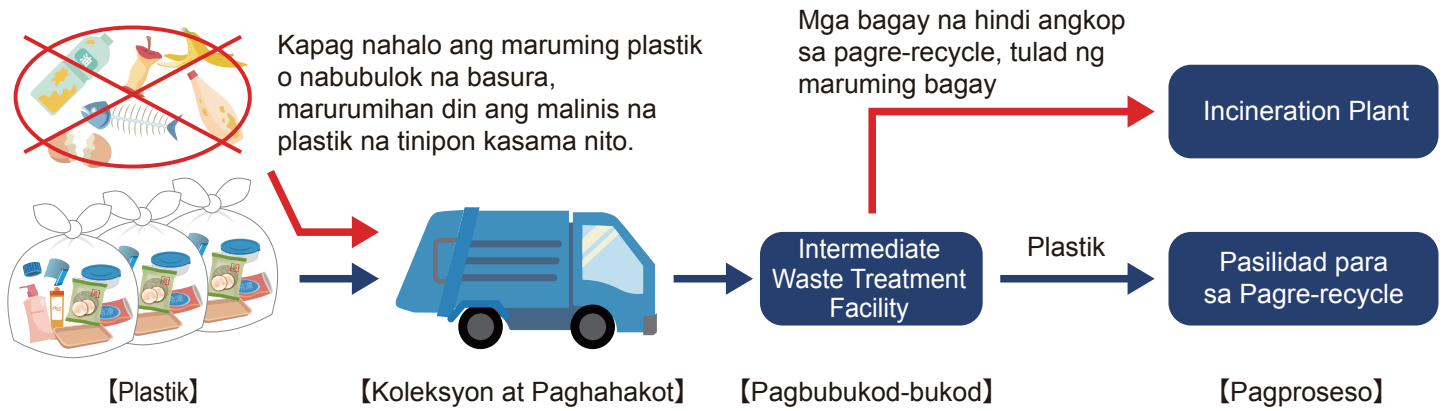 Kapag nahalo ang maruming plastik
o nabubulok na basura,
marurumihan din ang malinis na
plastik na tinipon kasama nito.
Mga bagay na hindi angkop
sa pagre-recycle, tulad ng
maruming bagay
Incineration Plant
油
Intermediate
Waste Treatment
Facility
Plastik
Pasilidad para
sa Pagre-recycle
【Plastik】
【Koleksyon at Paghahakot】
【Pagbubukod-bukod】
【Pagproseso】